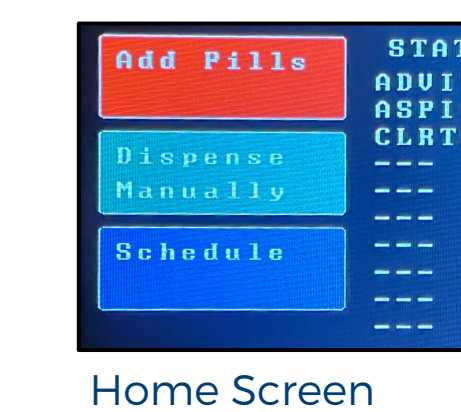 Add Pills
Dispense
Manually
Schedule
STAT
ADVI
ASPI
CLRT
---
---
---
---
---
---
---
Home Screen